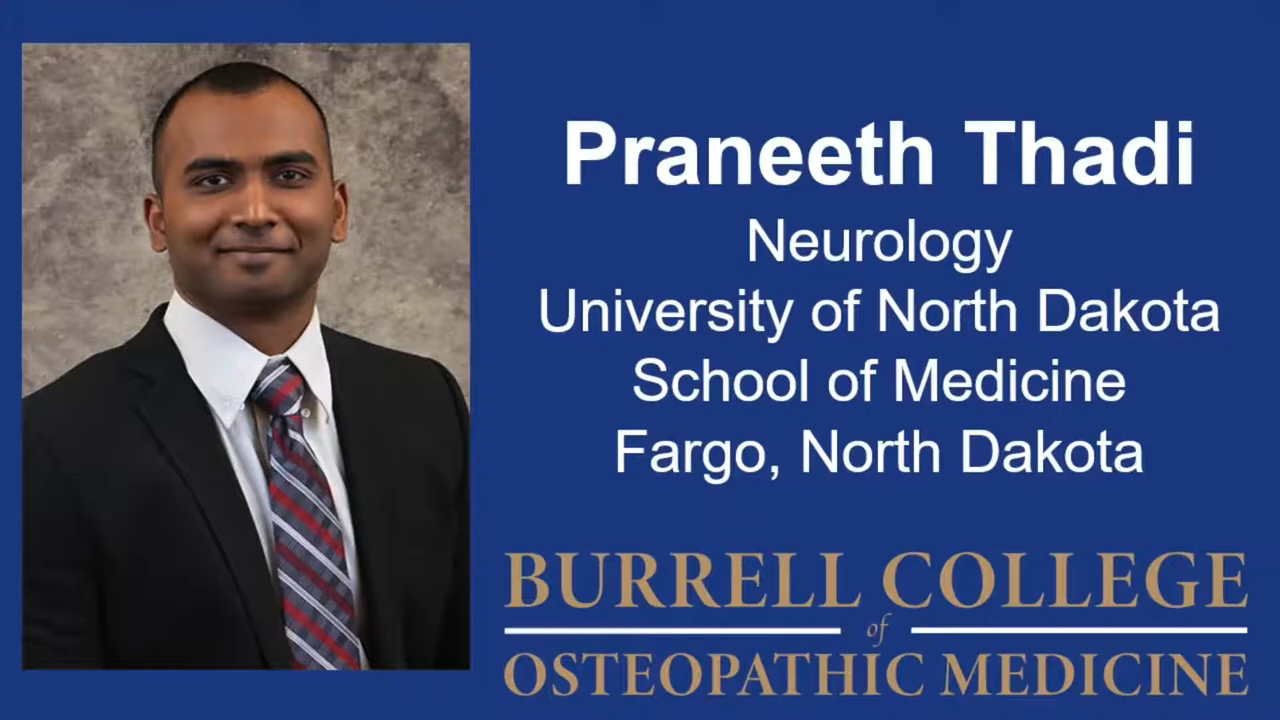 Praneeth Thadi
Neurology
University of North Dakota
School of Medicine
Fargo, North Dakota
BURRELL COLLEGE
of
OSTEOPATHIC MEDICINE